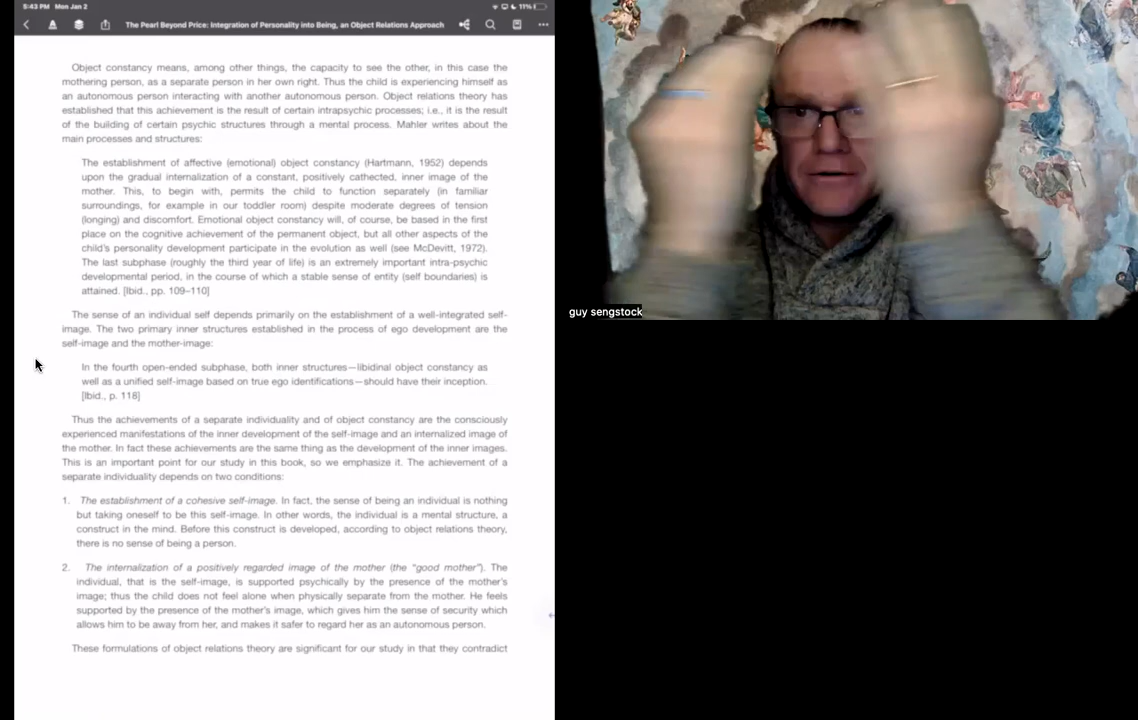 5:43 PM Mon Jan 2
11%
The Pearl Beyond Price: Integration of Personality into Being, an Object Relations Approach
Object constancy means, among other things, the capacity to see the other, in this case the
mothering person, as a separate person in her own right. Thus the child is experiencing himself as
an autonomous person interacting with another autonomous person. Object relations theory has
established that this achievement is the result of certain intrapsychic processes; i.e., it is the result
of the building of certain psychic structures through a mental process. Mahler writes about the
main processes and structures:
The establishment of affective (emotional) object constancy (Hartmann, 1952) depends
upon the gradual internalization of a constant, positively cathected, inner image of the
mother. This, to begin with, permits the child to function separately (in familiar
surroundings, for example in our toddler room) despite moderate degrees of tension
(longing) and discomfort. Emotional object constancy will, of course, be based in the first
place on the cognitive achievement of the permanent object, but all other aspects of the
child's personality development participate in the evolution as well (see McDevitt, 1972).
The last subphase (roughly the third year of life) is an extremely important intra-psychic
developmental period, in the course of which a stable sense of entity (self boundaries) is
attained. [Ibid., pp. 109–110]
The sense of an individual self depends primarily on the establishment of a well-integrated self-
image. The two primary inner structures established in the process of ego development are the
self-image and the mother-image:
In the fourth open-ended subphase, both inner structures—libidinal object constancy as
well as a unified self-image based on true ego identifications—should have their inception.
[Ibid., p. 118]
Thus the achievements of a separate individuality and of object constancy are the consciously
experienced manifestations of the inner development of the self-image and an internalized image of
the mother. In fact these achievements are the same thing as the development of the inner images.
This is an important point for our study in this book, so we emphasize it. The achievement of a
separate individuality depends on two conditions:
1. The establishment of a cohesive self-image. In fact, the sense of being an individual is nothing
but taking oneself to be this self-image. In other words, the individual is a mental structure, a
construct in the mind. Before this construct is developed, according to object relations theory,
there is no sense of being a person.
2. The internalization of a positively regarded image of the mother (the “good mother”). The
individual, that is the self-image, is supported psychically by the presence of the mother's
image; thus the child does not feel alone when physically separate from the mother. He feels
supported by the presence of the mother's image, which gives him the sense of security which
allows him to be away from her, and makes it safer to regard her as an autonomous person.
These formulations of object relations theory are significant for our study in that they contradict
guy sengstock